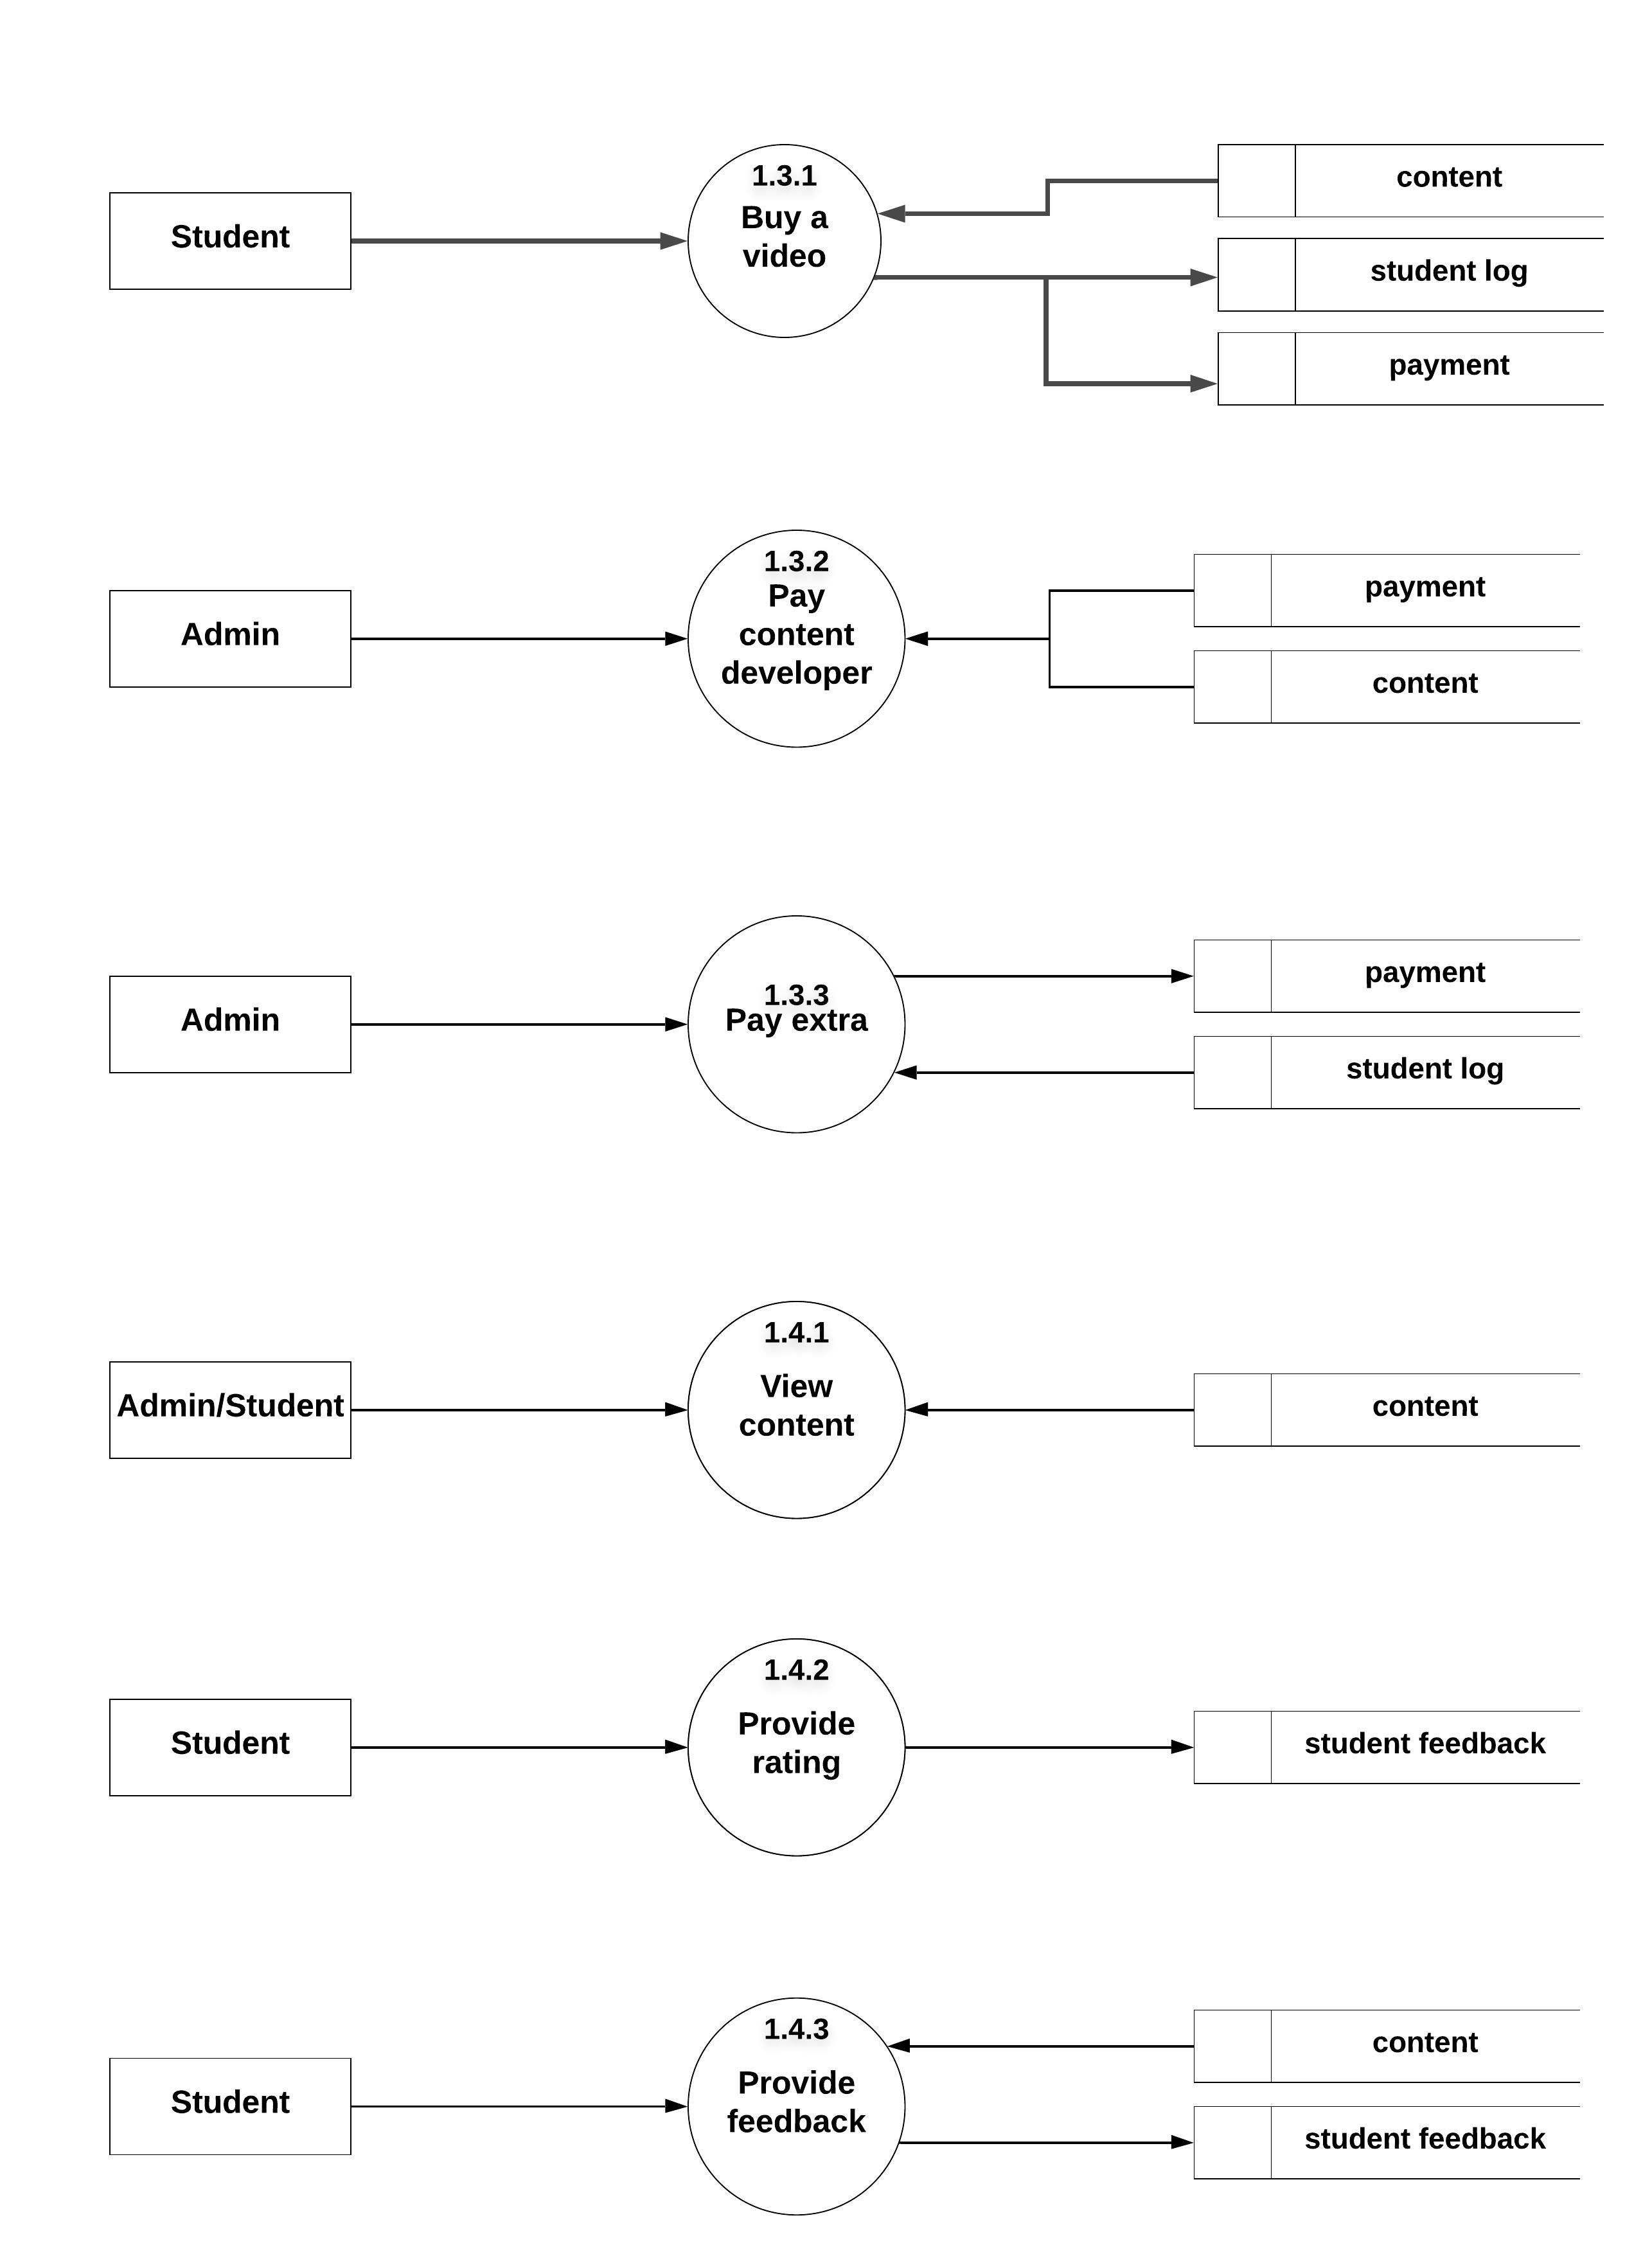 1.3.1
Student
Buy a
video
content
student log
payment
1.3.2
Admin
Pay
content
developer
payment
content
Admin
1.3.3
Pay extra
payment
student log
1.4.1
Admin/Student
View
content
content
1.4.2
Student
Provide
rating
student feedback
1.4.3
Student
Provide
feedback
content
student feedback